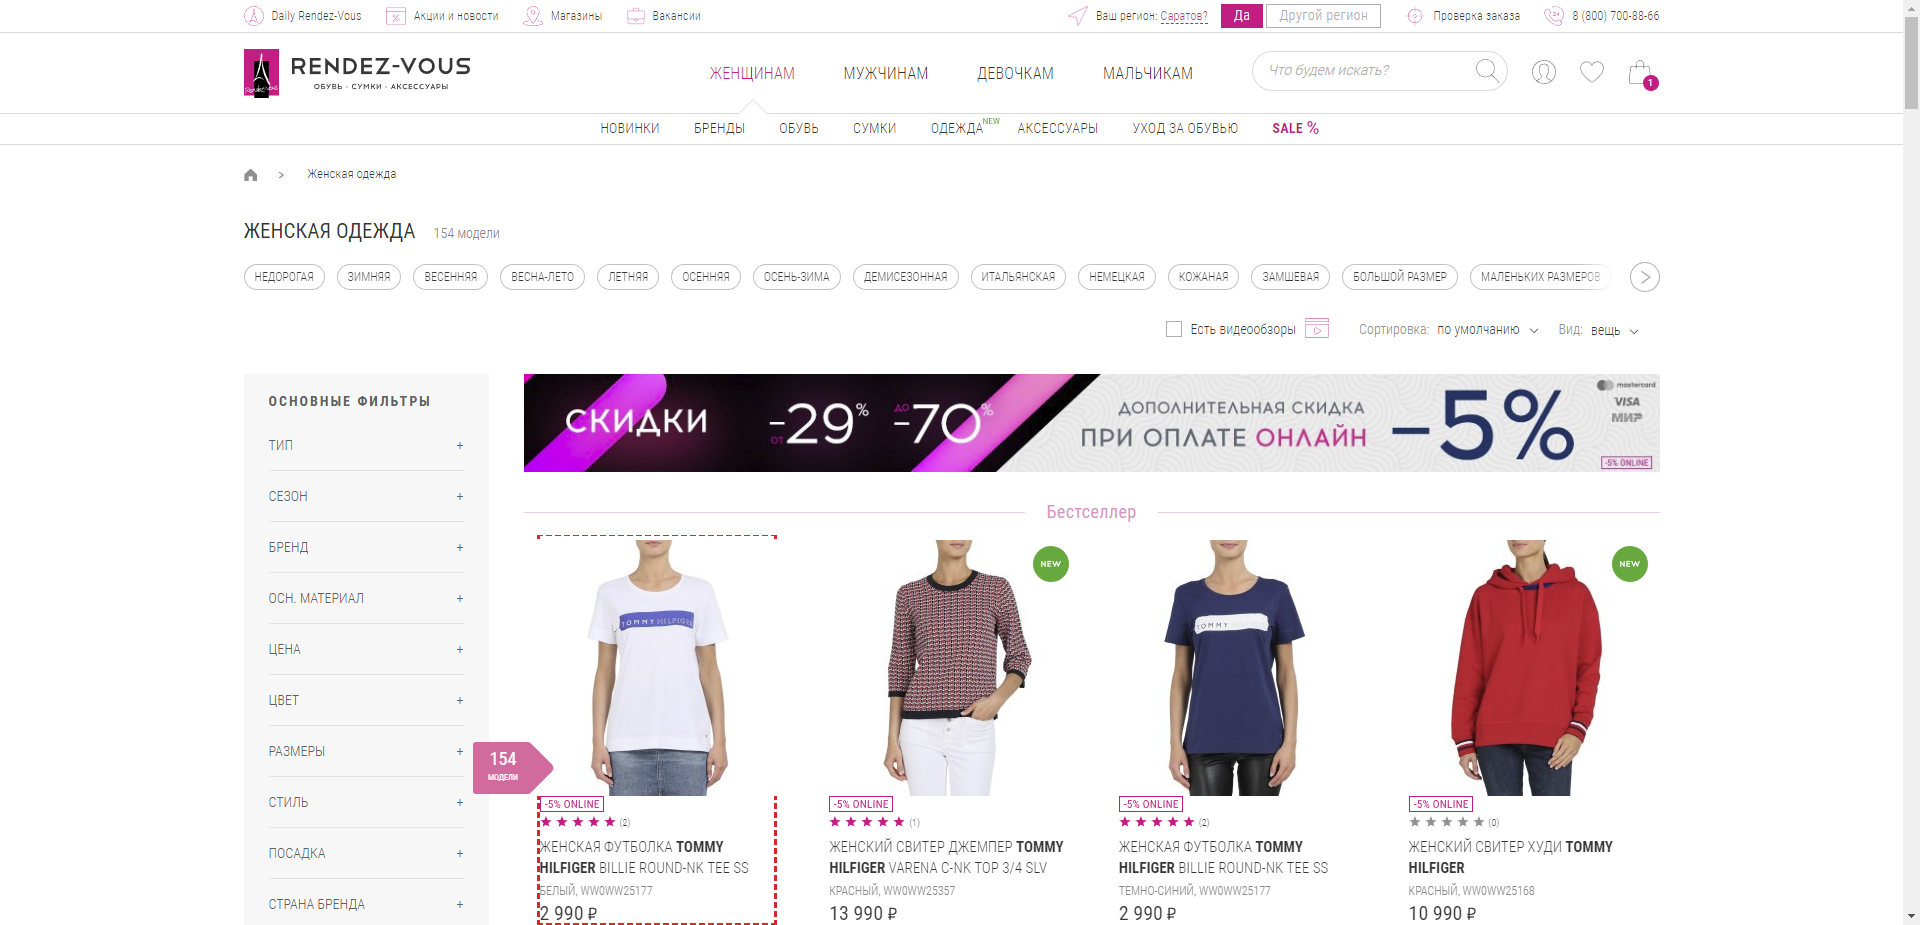 Daily Rendez-Vous
Акции и новости
Магазины
Вакансии
Ваш регион: Саратов?
Да
Другой регион
Проверка заказа
8 (800) 700-88-66
RENDEZ-VOUS
ОБУВЬ · СУМКИ · АКСЕССУАРЫ
ЖЕНЩИНАМ
МУЖЧИНАМ
ДЕВОЧКАМ
МАЛЬЧИКАМ
Что будем искать?
1
НОВИНКИ
БРЕНДЫ
ОБУВЬ
СУМКИ
ОДЕЖДА NEW
АКСЕССУАРЫ
УХОД ЗА ОБУВЬЮ
SALE %
> Женская одежда
ЖЕНСКАЯ ОДЕЖДА 154 модели
НЕДОРОГАЯ
ЗИМНЯЯ
ВЕСЕННЯЯ
ВЕСНА-ЛЕТО
ЛЕТНЯЯ
ОСЕННЯЯ
ОСЕНЬ-ЗИМА
ДЕМИСЕЗОННАЯ
ИТАЛЬЯНСКАЯ
НЕМЕЦКАЯ
КОЖАНАЯ
ЗАМШЕВАЯ
БОЛЬШОЙ РАЗМЕР
МАЛЕНЬКИХ РАЗМЕРОВ
Есть видеообзоры
Сортировка: по умолчанию
Вид: вещь
ОСНОВНЫЕ ФИЛЬТРЫ
ТИП +
СЕЗОН +
БРЕНД +
ОСН. МАТЕРИАЛ +
ЦЕНА +
ЦВЕТ +
РАЗМЕРЫ +
СТИЛЬ +
ПОСАДКА +
СТРАНА БРЕНДА +
154
МОДЕЛИ
СКИДКИ
ОТ -29%
ДО -70%
ДОПОЛНИТЕЛЬНАЯ СКИДКА
ПРИ ОПЛАТЕ ОНЛАЙН
-5%
mastercard
VISA
МИР
-5% ONLINE
Бестселлер
TOMMY HILFIGER
-5% ONLINE
(2)
ЖЕНСКАЯ ФУТБОЛКА TOMMY
HILFIGER BILLIE ROUND-NK TEE SS
БЕЛЫЙ, WW0WW25177
2 990 ₽
NEW
-5% ONLINE
(1)
ЖЕНСКИЙ СВИТЕР ДЖЕМПЕР TOMMY
HILFIGER VARENA C-NK TOP 3/4 SLV
КРАСНЫЙ, WW0WW25357
13 990 ₽
TOMMY HILFIGER
-5% ONLINE
(2)
ЖЕНСКАЯ ФУТБОЛКА TOMMY
HILFIGER BILLIE ROUND-NK TEE SS
ТЕМНО-СИНИЙ, WW0WW25177
2 990 ₽
NEW
-5% ONLINE
(0)
ЖЕНСКИЙ СВИТЕР ХУДИ TOMMY
HILFIGER
КРАСНЫЙ, WW0WW25168
10 990 ₽